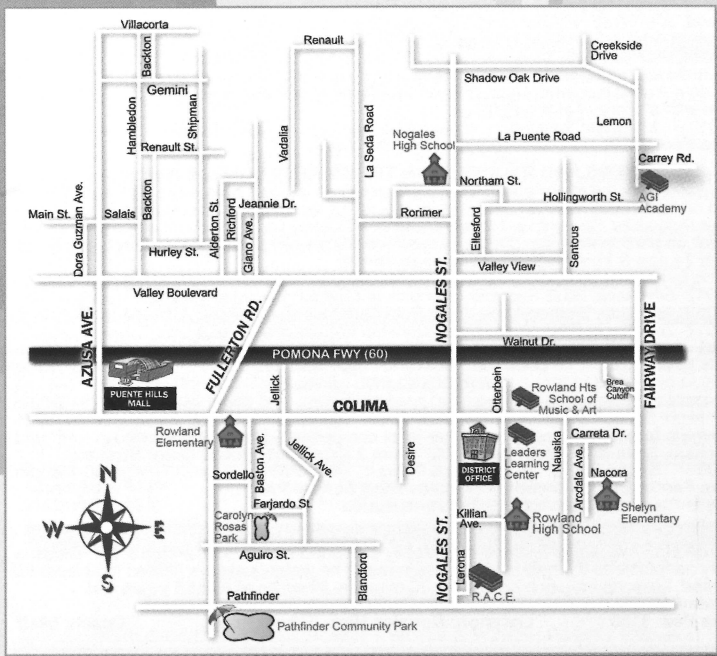 Villacorta
Backton
Renault
Creekside
Drive
Shadow Oak Drive
Gemini
Hambledon
Shipman
Vadalia
La Seda Road
Nogales
High School
Lemon
La Puente Road
Renault St.
Carrey Rd.
Northam St.
AGI
Academy
Hollingworth St.
Dora Guzman Ave.
Main St.
Salais
Backton
Alderton St.
Richford
Jeannie Dr.
Giano Ave.
Rorimer
Ellesford
Sentous
Hurley St.
Valley View
Valley Boulevard
AZUSA AVE.
FULLERTON RD.
NOGALES ST.
FAIRWAY DRIVE
Walnut Dr.
POMONA FWY (60)
PUENTE HILLS
MALL
Jellick
Otterbein
Rowland Hts
School of
Music & Art
Brea
Canyon
Cutoff
COLIMA
Rowland
Elementary
Baston Ave.
Jellick Ave.
Desire
DISTRICT
OFFICE
Leaders
Learning
Center
Nausika
Carreta Dr.
Arcdale Ave.
Nacora
Shelyn
Elementary
Sordello
Farjardo St.
Carolyn
Rosas
Park
Killian
Ave.
Rowland
High School
N
W
E
S
Aguiro St.
Blandford
NOGALES ST.
Lerona
R.A.C.E.
Pathfinder
Pathfinder Community Park